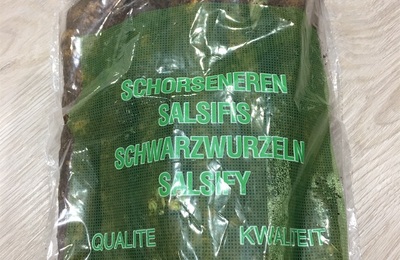 SCHORSENEREN
SALSIFIS
SCHWARZWURZELN
SALSIFY
QUALITE KWALITEIT